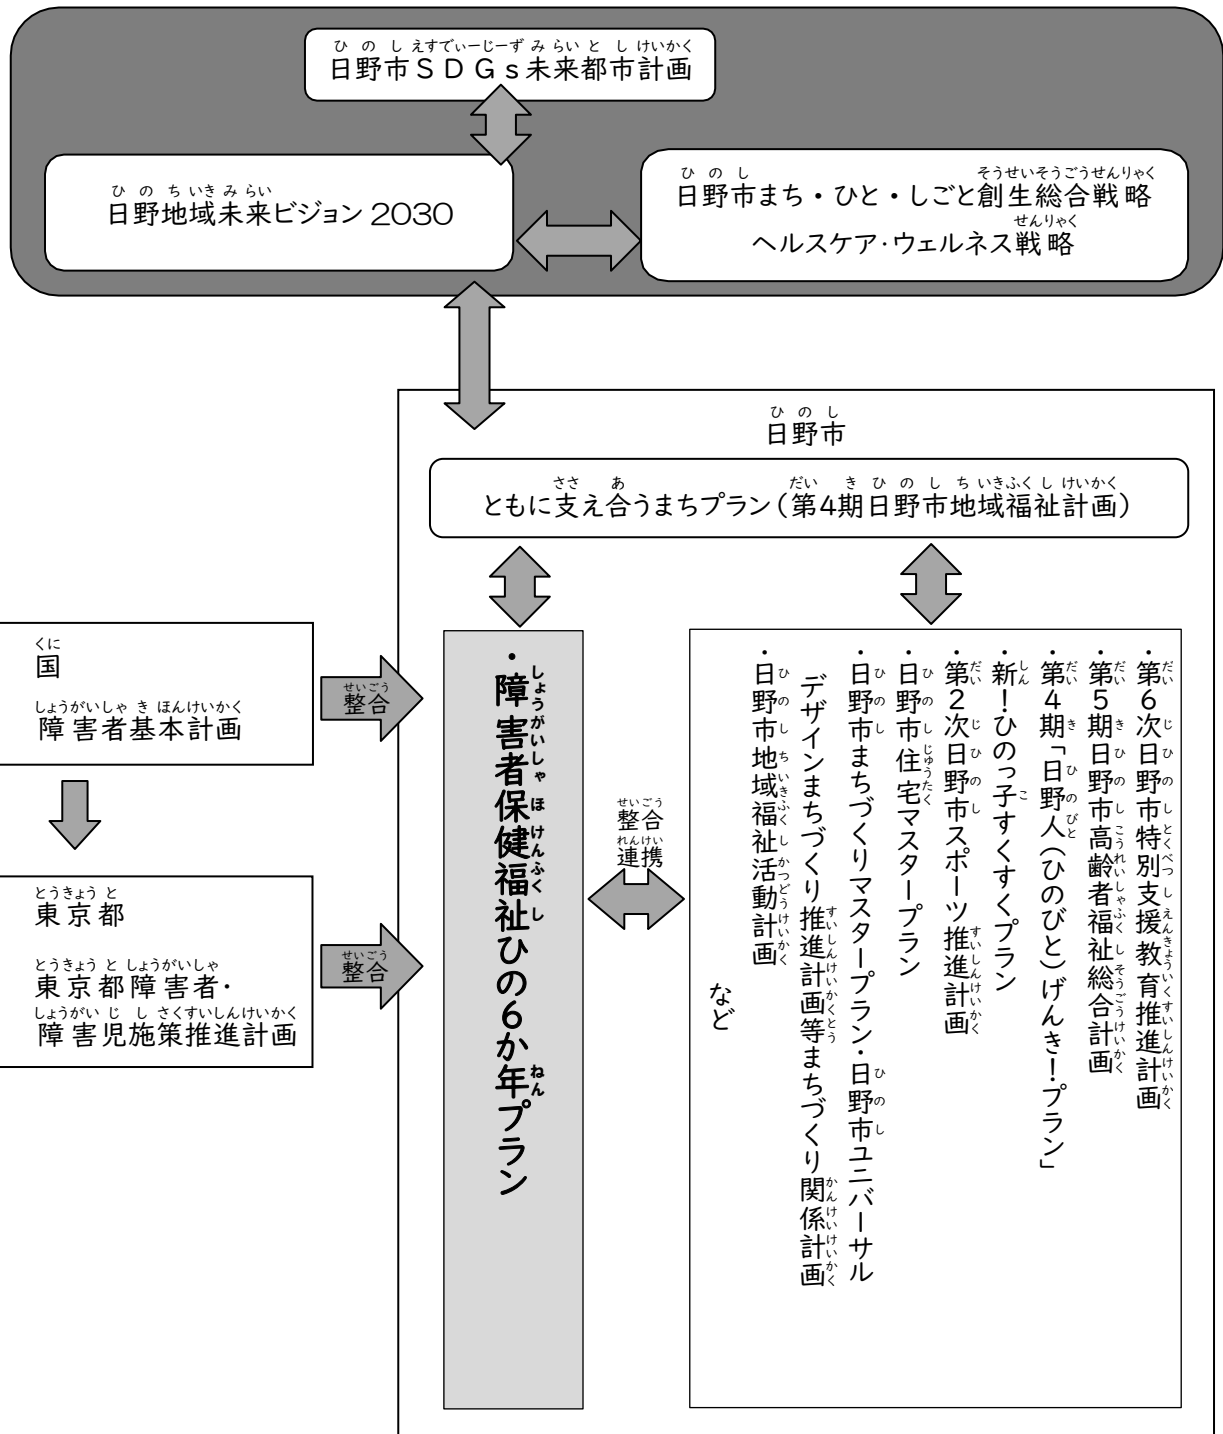 日野市ＳＤＧｓ未来都市計画
日野地域未来ビジョン 2030
日野市まち・ひと・しごと創生総合戦略
ヘルスケア・ウェルネス戦略
日野市
ともに支え合うまちプラン（第4期日野市地域福祉計画）
国
障害者基本計画
整合
東京都
東京都障害者・
障害児施策推進計画
整合
・障害者保健福祉ひの6か年プラン
整合
連携
・第6次日野市特別支援教育推進計画
・第5期日野市高齢者福祉総合計画
・第4期「日野人（ひのびと）げんき！プラン」
・新！ひのっ子すくすくプラン
・第2次日野市スポーツ推進計画
・日野市住宅マスタープラン
・日野市まちづくりマスタープラン・日野市ユニバーサル
デザインまちづくり推進計画等まちづくり関係計画
・日野市地域福祉活動計画
など